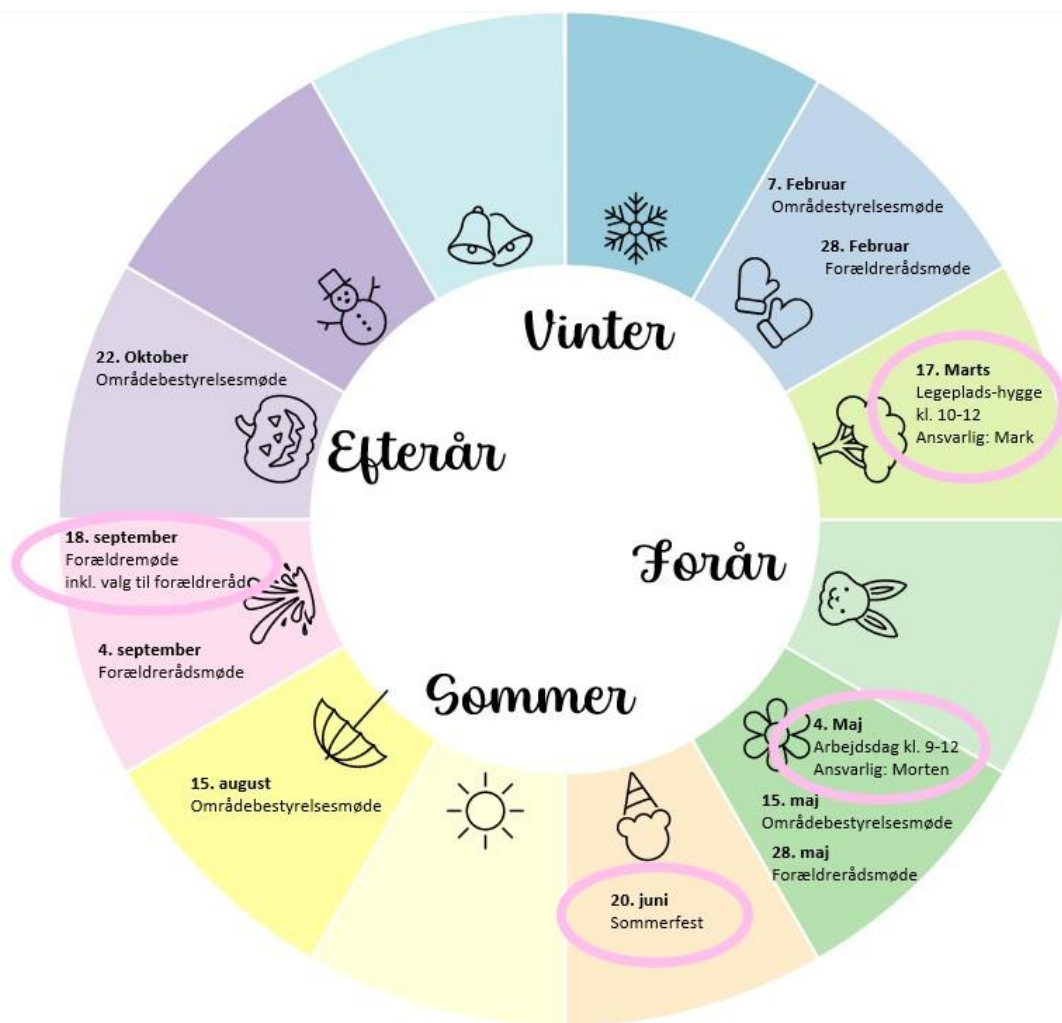 7. Februar
Områdestyrelsesmøde
28. Februar
Forældrerådsmøde
Vinter
17. Marts
Legeplads-hygge
kl. 10-12
Ansvarlig: Mark
22. Oktober
Områdebestyrelsesmøde
Efterår
18. september
Forældremøde
inkl. valg til forældreråd
Forår
4. september
Forældrerådsmøde
Sommer
4. Maj
Arbejdsdag kl. 9-12
Ansvarlig: Morten
15. august
Områdebestyrelsesmøde
15. maj
Områdebestyrelsesmøde
28. maj
Forældrerådsmøde
20. juni
Sommerfest